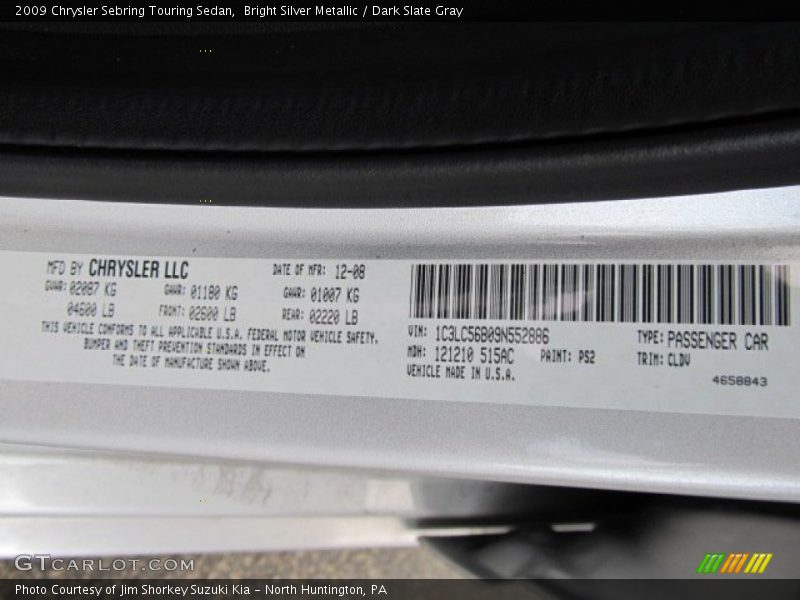 2009 Chrysler Sebring Touring Sedan,  Bright Silver Metallic / Dark Slate Gray
MFD BY CHRYSLER LLC DATE OF MFR: 12-08
GVWR: 02087 KG GAWR: 01180 KG GAWR: 01007 KG
04600 LB FRONT: 02600 LB REAR: 02220 LB
THIS VEHICLE CONFORMS TO ALL APPLICABLE U.S.A. FEDERAL MOTOR VEHICLE SAFETY,
BUMPER AND THEFT PREVENTION STANDARDS IN EFFECT ON
THE DATE OF MANUFACTURE SHOWN ABOVE.
VIN: 1C3LC56B09N552886 TYPE: PASSENGER CAR
MDH: 121210 515AC PAINT: PS2 TRIM: CLDV
VEHICLE MADE IN U.S.A.
4658843
GTCARLOT.COM
Photo Courtesy of Jim Shorkey Suzuki Kia - North Huntington, PA